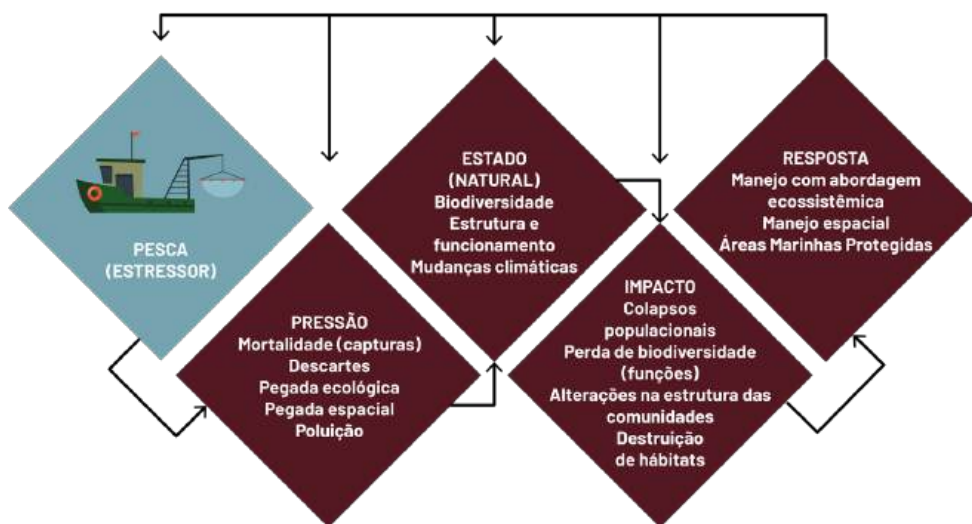 PESCA
(ESTRESSOR)
PRESSÃO
Mortalidade (capturas)
Descartes
Pegada ecológica
Pegada espacial
Poluição
ESTADO
(NATURAL)
Biodiversidade
Estrutura e
funcionamento
Mudanças climáticas
IMPACTO
Colapsos
populacionais
Perda de biodiversidade
(funções)
Alterações na estrutura das
comunidades
Destruição
de hábitats
RESPOSTA
Manejo com abordagem
ecossistêmica
Manejo espacial
Áreas Marinhas Protegidas